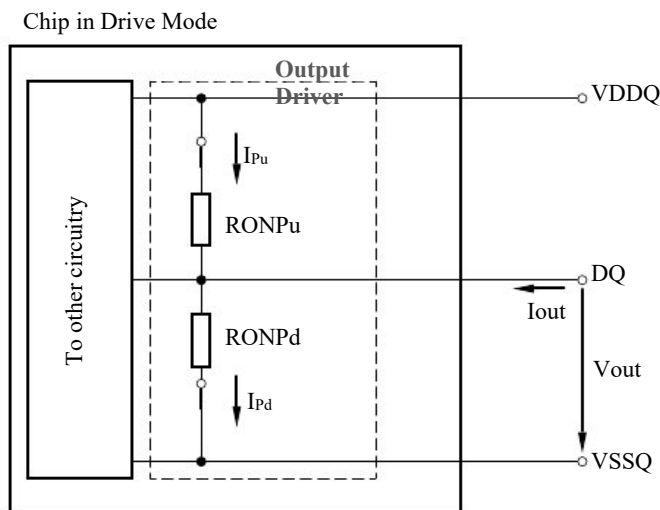 Chip in Drive Mode
Output
Driver
VDDQ
IPu
RONPu
To other circuitry
DQ
Iout
RONPd
Vout
IPd
VSSQ